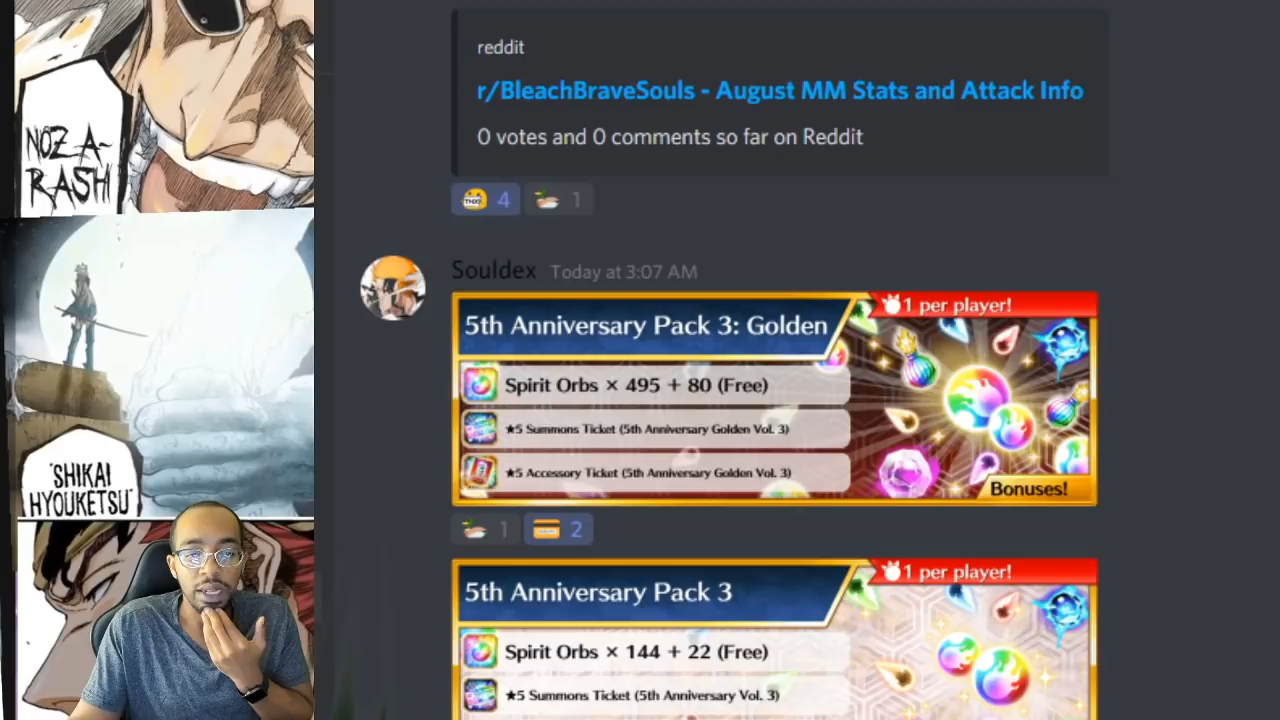 NOZ A-
RASHI
"SHIKAI
HYOUKETSU"
reddit
r/BleachBraveSouls - August MM Stats and Attack Info
0 votes and 0 comments so far on Reddit
4
1
Souldex Today at 3:07 AM
1 per player!
5th Anniversary Pack 3: Golden
Spirit Orbs × 495 + 80 (Free)
★5 Summons Ticket (5th Anniversary Golden Vol. 3)
★5 Accessory Ticket (5th Anniversary Golden Vol. 3)
Bonuses!
1
2
1 per player!
5th Anniversary Pack 3
Spirit Orbs × 144 + 22 (Free)
★5 Summons Ticket (5th Anniversary Vol. 3)